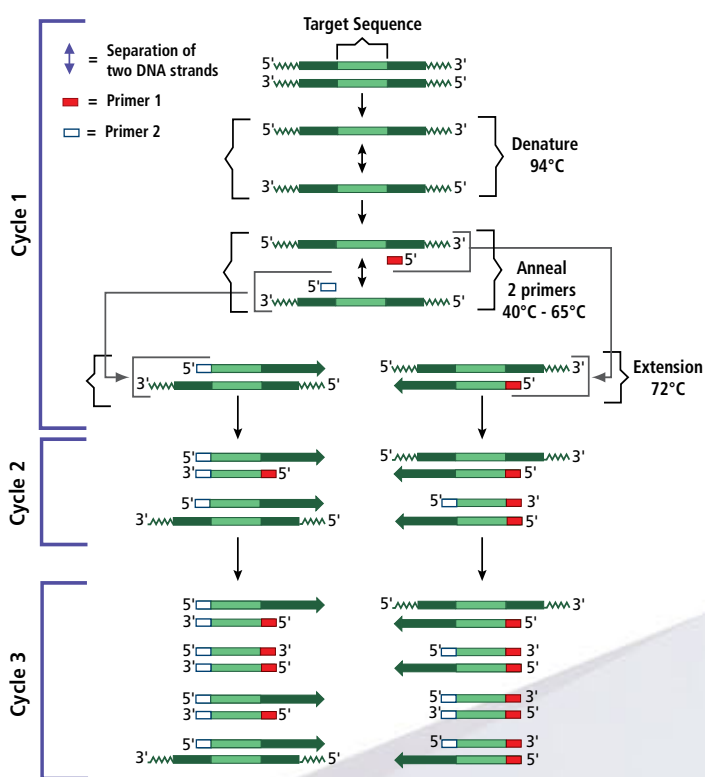 Target Sequence
= Separation of
two DNA strands
= Primer 1
= Primer 2
5' 3'
3' 5'
Cycle 1
5' 3'
Denature
94°C
3' 5'
5' 3'
5'
Anneal
2 primers
40°C - 65°C
5'
3' 5'
5'
3' 5'
5' 3'
5'
Extension
72°C
Cycle 2
5'
3' 5'
5'
3' 5'
5' 3'
5'
5' 3'
5'
Cycle 3
5'
3' 5'
5' 3'
3' 5'
5'
3' 5'
5'
3' 5'
5' 3'
5'
5' 3'
5'
5' 3'
3' 5'
5' 3'
5'